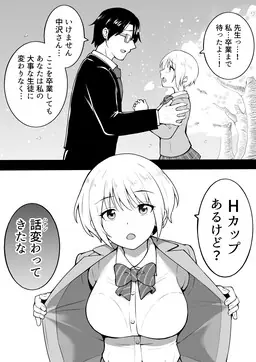 先生っ！
私…卒業まで
待ったよ…！
いけません
中沢さん…
ここを卒業しても
あなたは私の
大事な生徒に
変わりなく…
Hカップ
あるけど？
話変わって
きたな